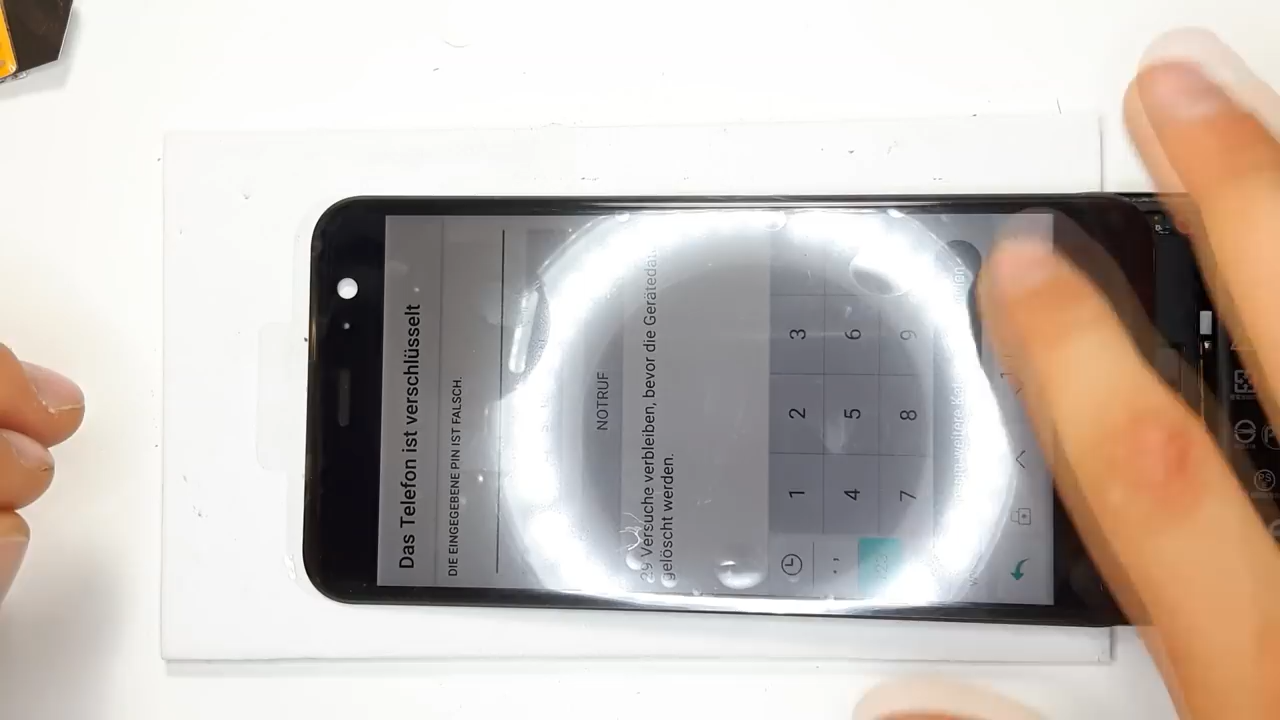 Das Telefon ist verschlüsselt
DIE EINGEGEBENE PIN IST FALSCH.
NOTRUF
29 Versuche verbleiben, bevor die
gelöscht werden.
1 2 3
4 5 6
7 8 9